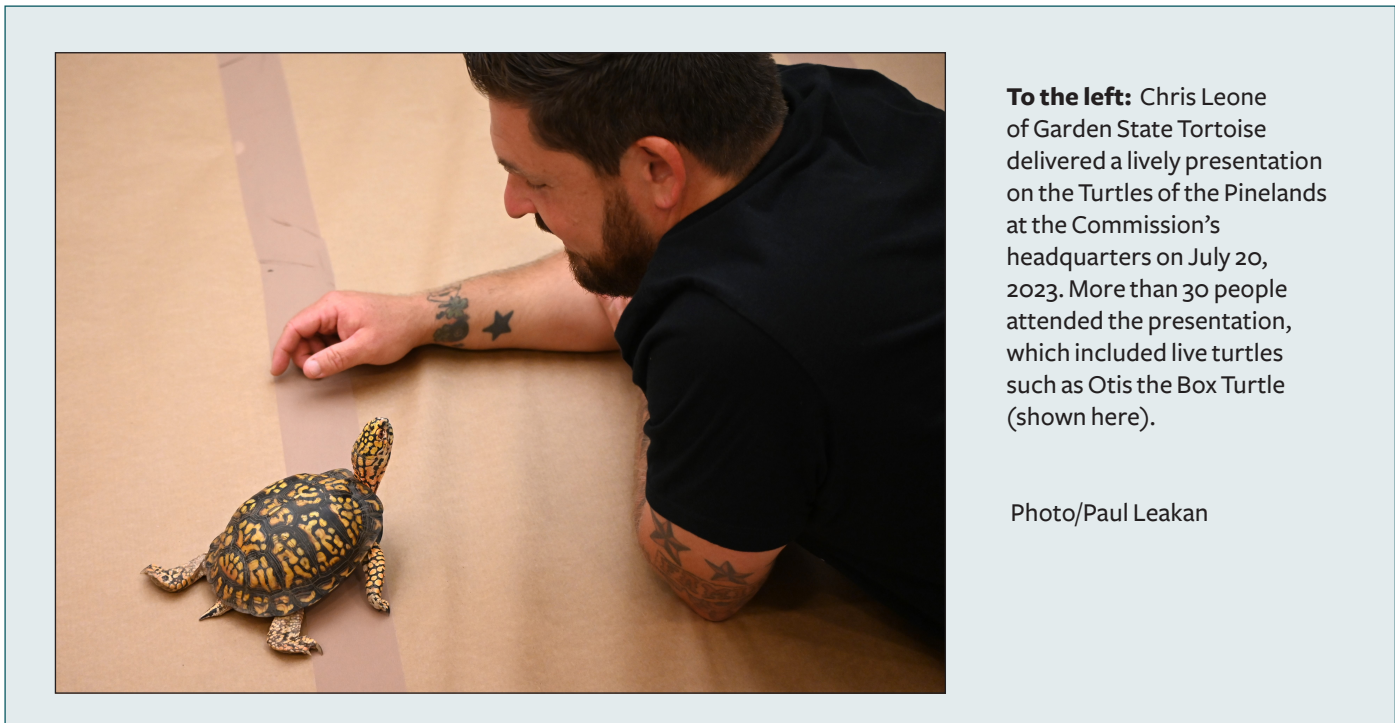 To the left: Chris Leone
of Garden State Tortoise
delivered a lively presentation
on the Turtles of the Pinelands
at the Commission’s
headquarters on July 20,
2023. More than 30 people
attended the presentation,
which included live turtles
such as Otis the Box Turtle
(shown here).
Photo/Paul Leakan